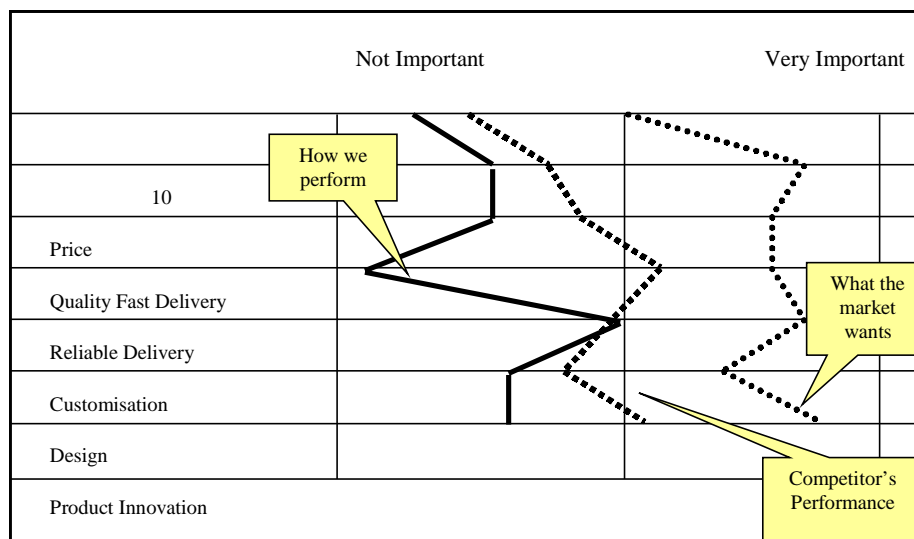 Not Important
Very Important
How we
perform
10
Price
Quality Fast Delivery
What the
market
wants
Reliable Delivery
Customisation
Design
Competitor's
Performance
Product Innovation